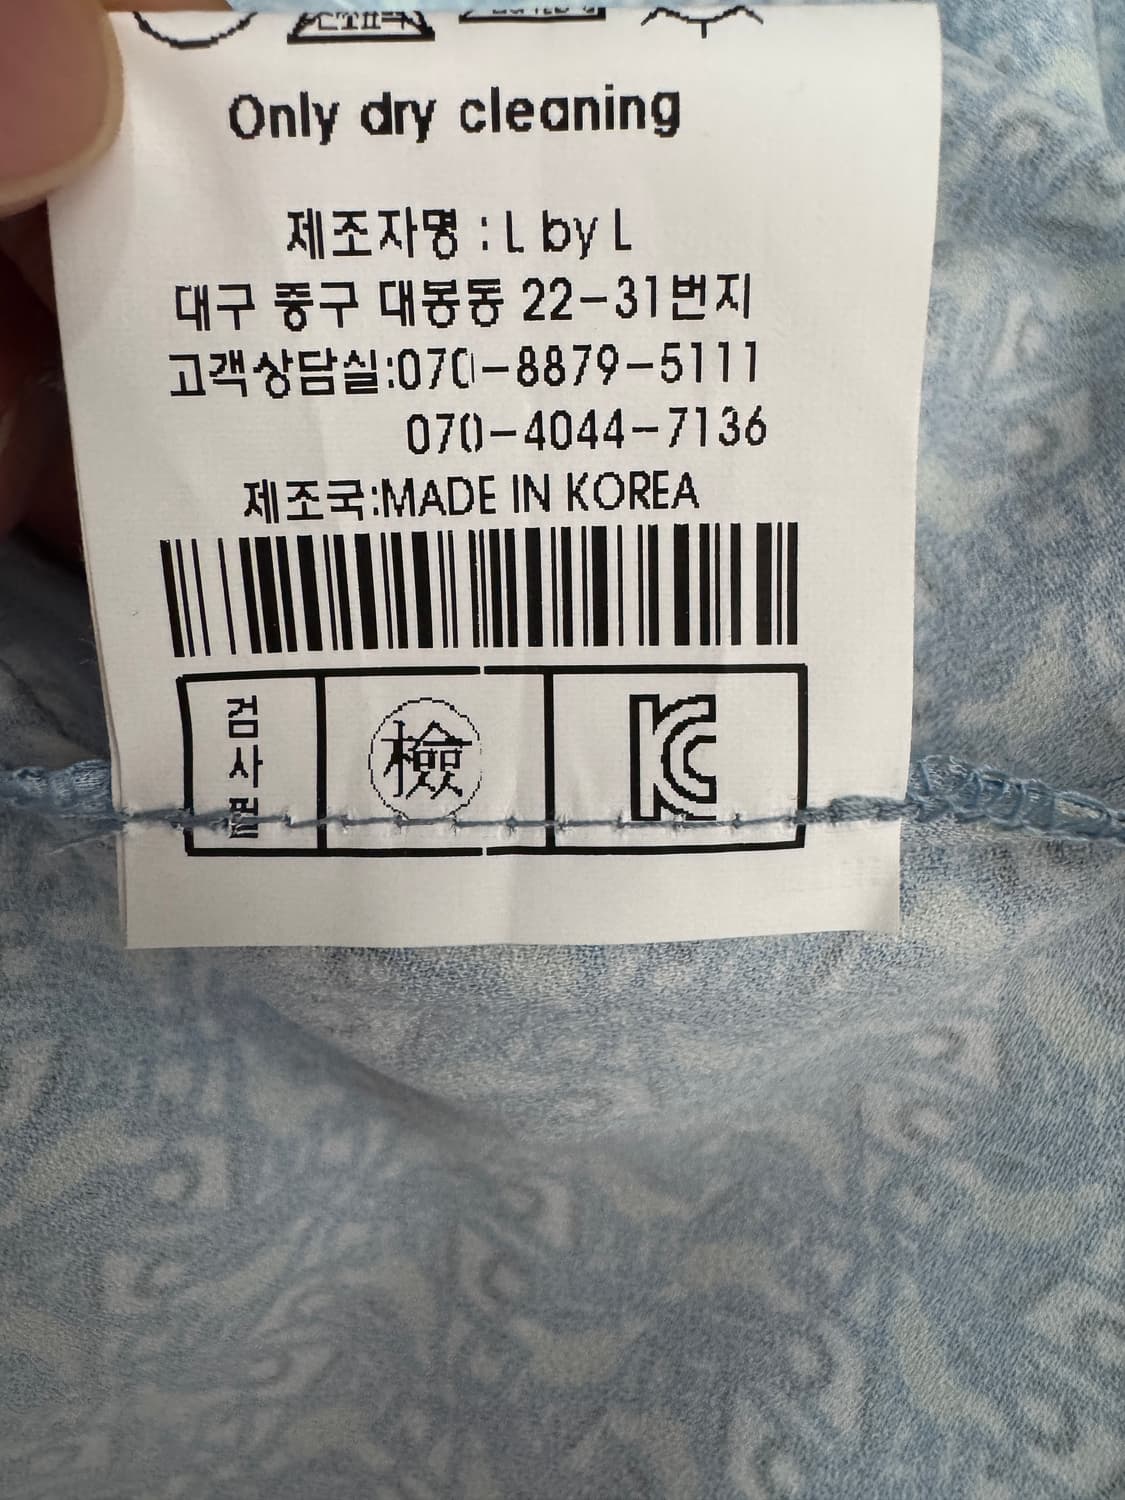 Only dry cleaning
제조자명 : L by L
대구 중구 대봉동 22-31번지
고객상담실:070-8879-5111
070-4044-7136
제조국:MADE IN KOREA
검사필
檢
KC